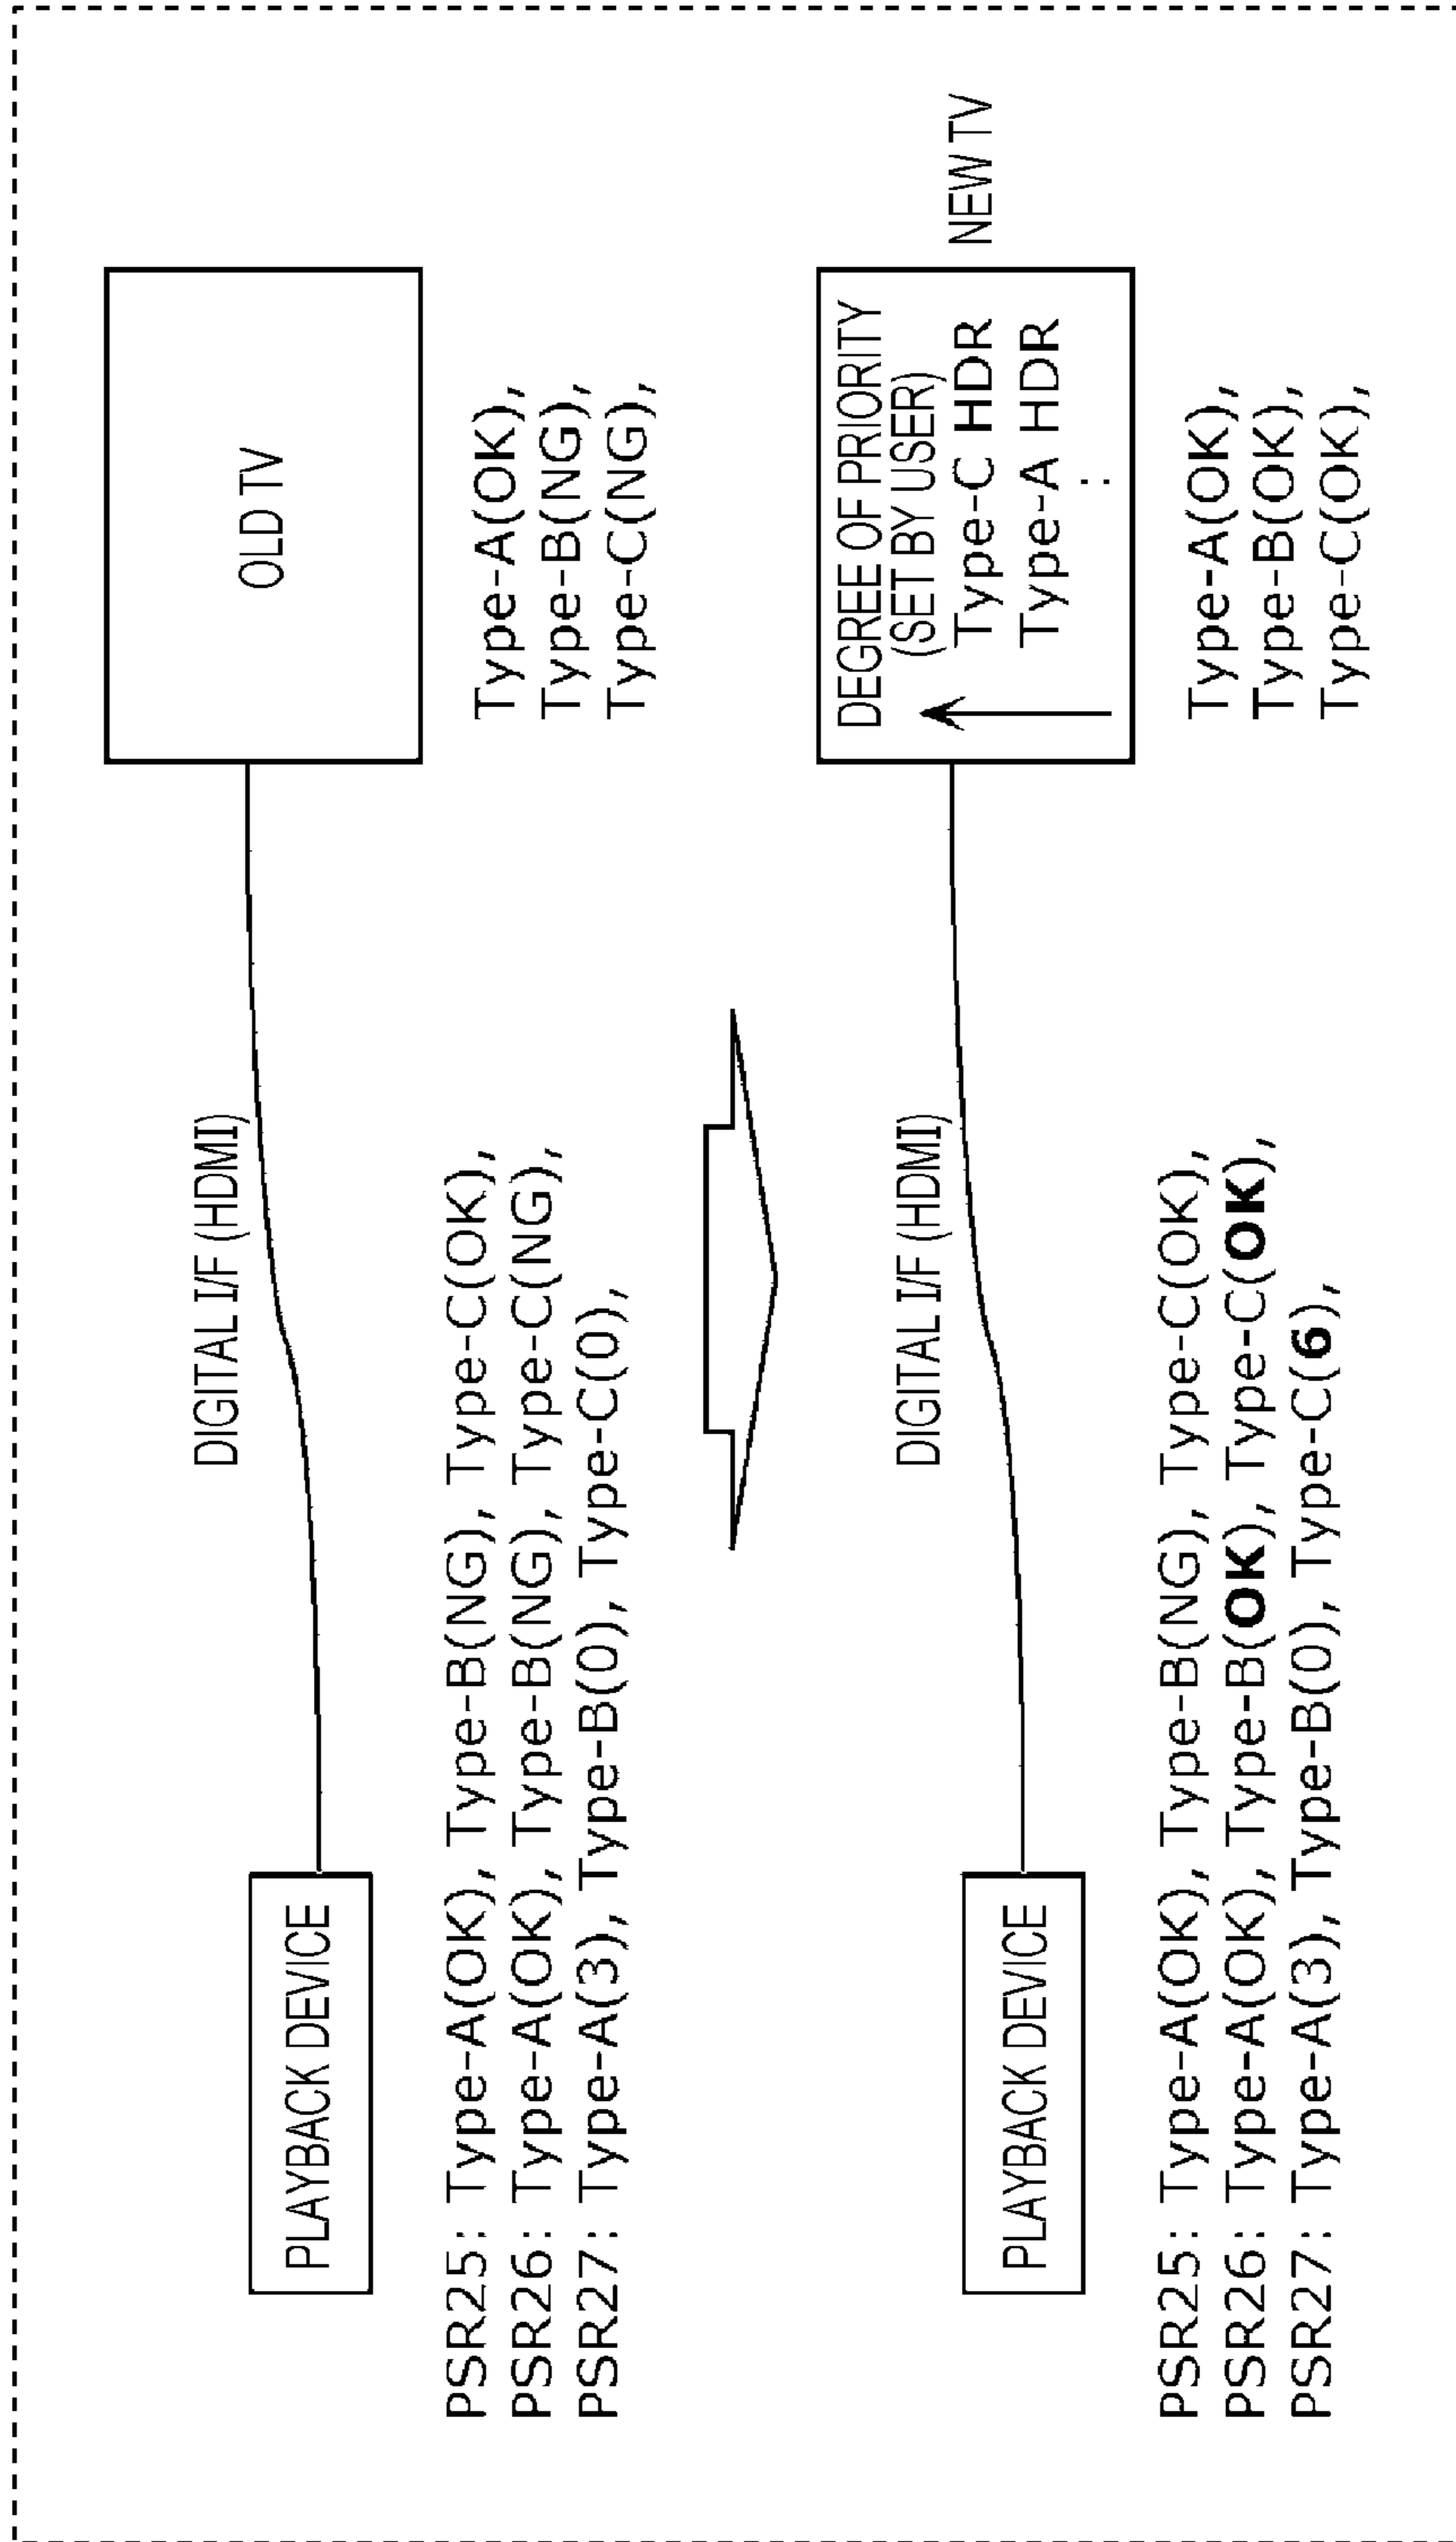 DIGITAL I/F (HDMI)
PLAYBACK DEVICE
OLD TV
PSR25: Type-A(OK), Type-B(NG), Type-C(OK),
PSR26: Type-A(OK), Type-B(NG), Type-C(NG),
PSR27: Type-A(3), Type-B(0), Type-C(0),
Type-A(OK),
Type-B(NG),
Type-C(NG),
DIGITAL I/F (HDMI)
PLAYBACK DEVICE
DEGREE OF PRIORITY
(SET BY USER)
Type-C HDR
Type-A HDR
:
NEW TV
PSR25: Type-A(OK), Type-B(NG), Type-C(OK),
PSR26: Type-A(OK), Type-B(OK), Type-C(OK),
PSR27: Type-A(3), Type-B(0), Type-C(6),
Type-A(OK),
Type-B(OK),
Type-C(OK),